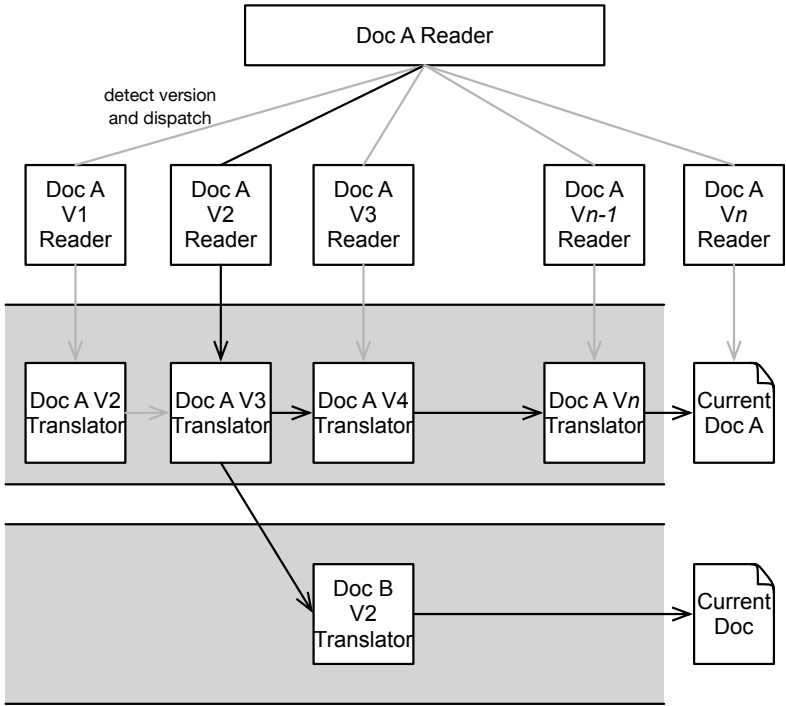 Doc A Reader
detect version
and dispatch
Doc A
V1
Reader
Doc A
V2
Reader
Doc A
V3
Reader
Doc A
Vn-1
Reader
Doc A
Vn
Reader
Doc A V2
Translator
Doc A V3
Translator
Doc A V4
Translator
Doc A Vn
Translator
Current
Doc A
Doc B
V2
Translator
Current
Doc